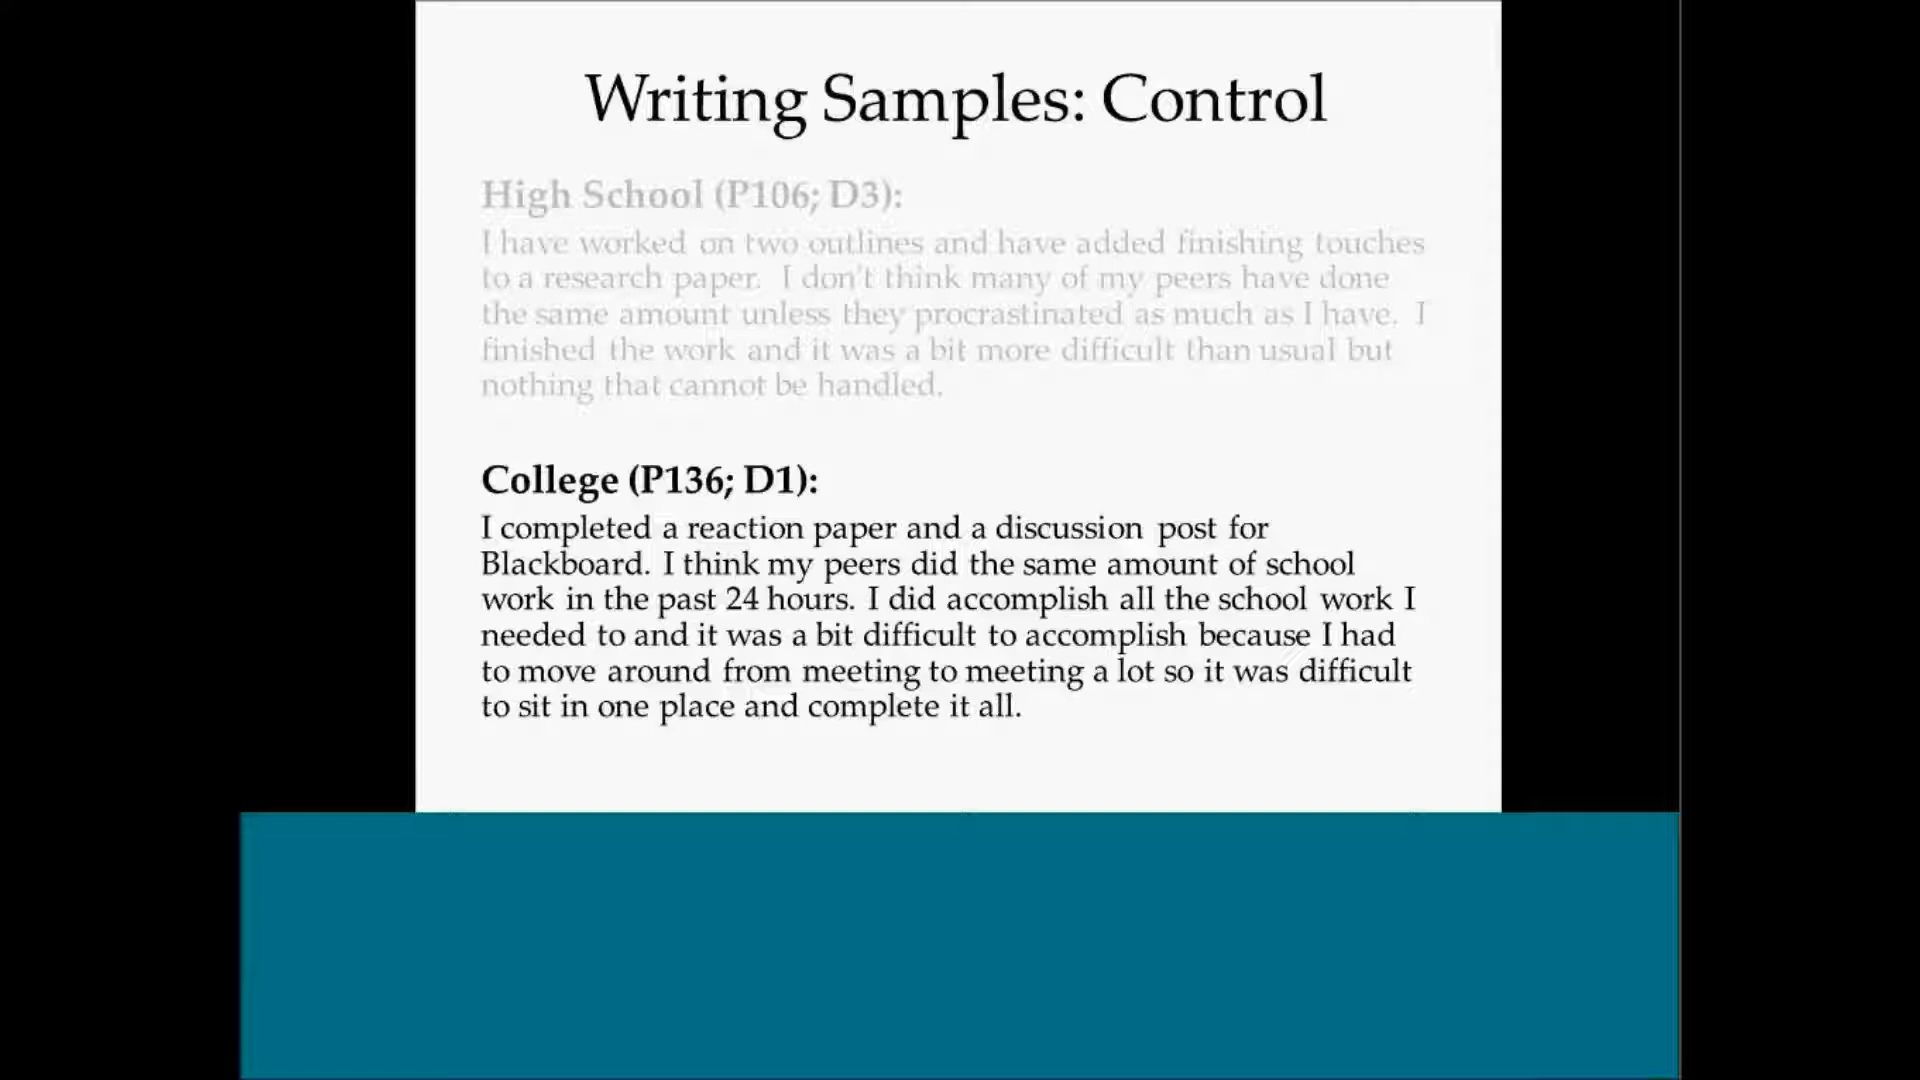 Writing Samples: Control
High School (P106; D3):
I have worked on two outlines and have added finishing touches
to a research paper.  I don't think many of my peers have done
the same amount unless they procrastinated as much as I have.  I
finished the work and it was a bit more difficult than usual but
nothing that cannot be handled.
College (P136; D1):
I completed a reaction paper and a discussion post for
Blackboard. I think my peers did the same amount of school
work in the past 24 hours. I did accomplish all the school work I
needed to and it was a bit difficult to accomplish because I had
to move around from meeting to meeting a lot so it was difficult
to sit in one place and complete it all.